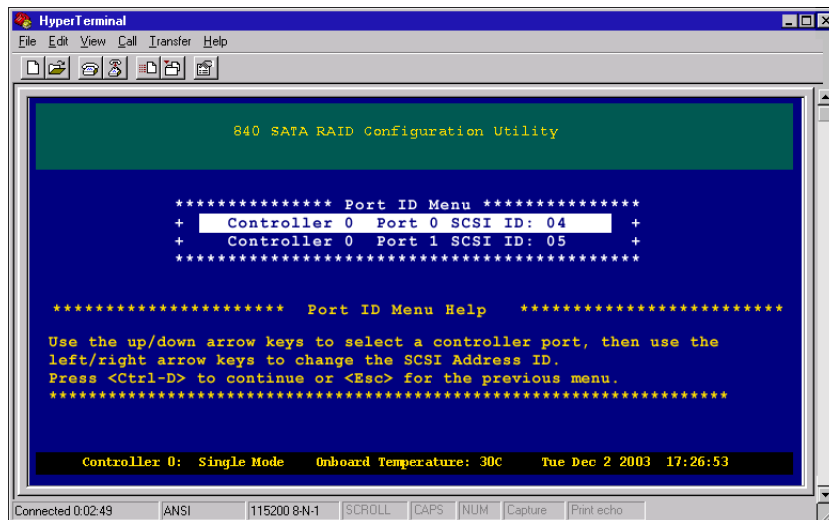 HyperTerminal
File Edit View Call Transfer Help
840 SATA RAID Configuration Utility
*************** Port ID Menu ***************
+ Controller 0 Port 0 SCSI ID: 04 +
+ Controller 0 Port 1 SCSI ID: 05 +
********************************************
********************** Port ID Menu Help *************************
Use the up/down arrow keys to select a controller port, then use the
left/right arrow keys to change the SCSI Address ID.
Press <Ctrl-D> to continue or <Esc> for the previous menu.
*****************************************************************
Controller 0: Single Mode Onboard Temperature: 30C Tue Dec 2 2003 17:26:53
Connected 0:02:49 ANSI 115200 8-N-1 SCROLL CAPS NUM Capture Print echo